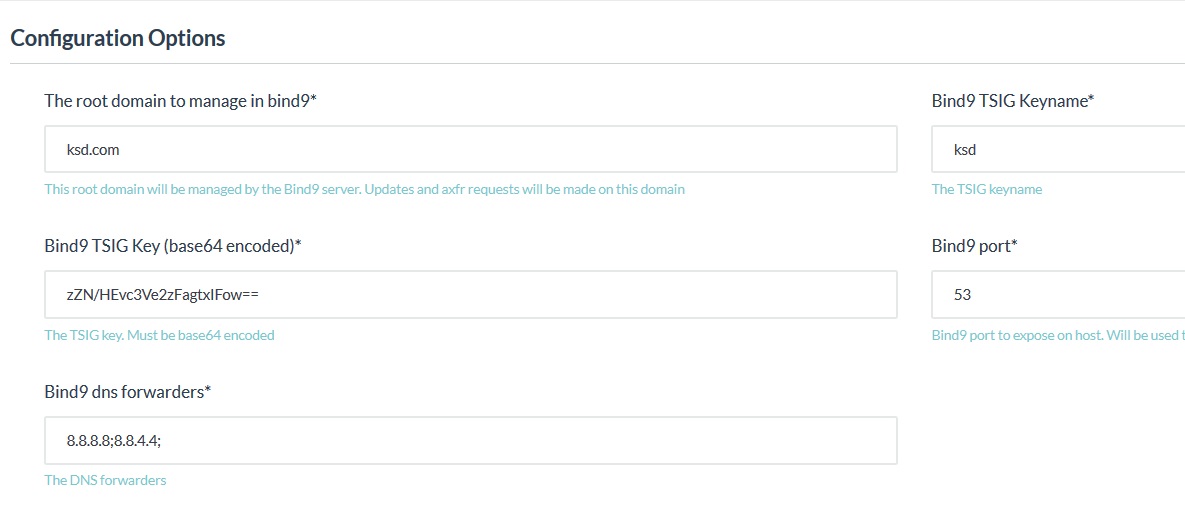 Configuration Options
The root domain to manage in bind9*
Bind9 TSIG Keyname*
ksd.com
ksd
This root domain will be managed by the Bind9 server. Updates and axfr requests will be made on this domain
The TSIG keyname
Bind9 TSIG Key (base64 encoded)*
Bind9 port*
zZN/HEvc3Ve2zFagtxIFow==
53
The TSIG key. Must be base64 encoded
Bind9 port to expose on host. Will be used
Bind9 dns forwarders*
8.8.8.8;8.8.4.4;
The DNS forwarders